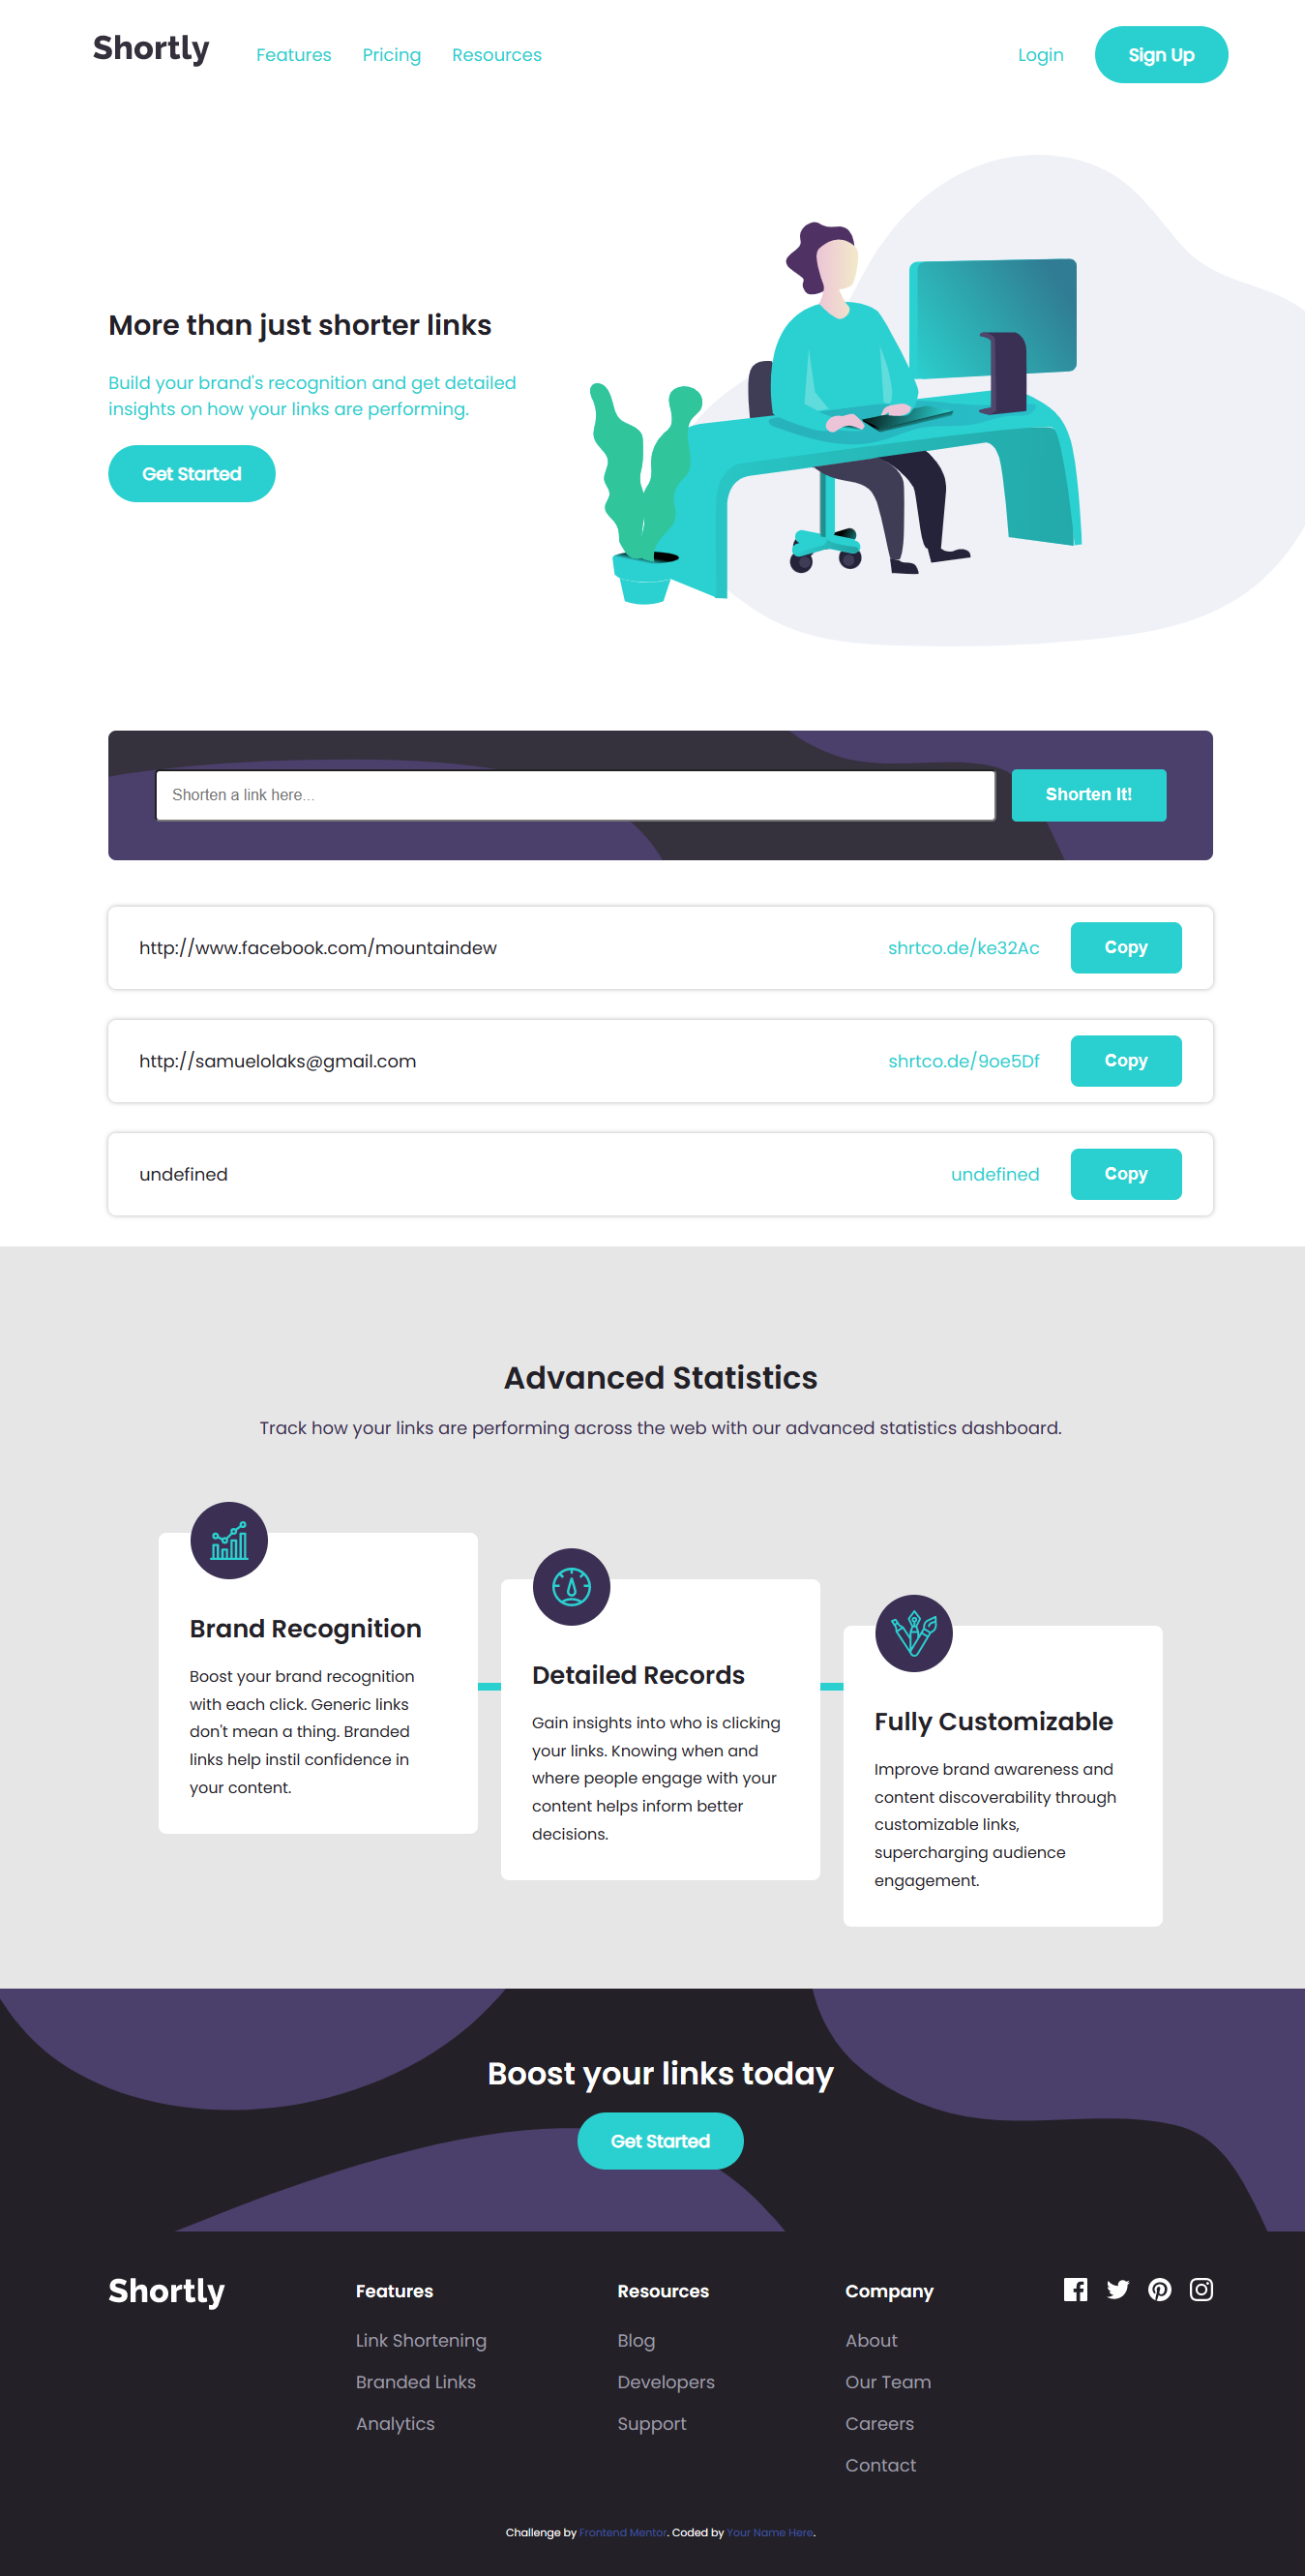 Shortly
Features
Pricing
Resources
Login
Sign Up
More than just shorter links
Build your brand's recognition and get detailed
insights on how your links are performing.
Get Started
Shorten a link here...
Shorten It!
http://www.facebook.com/mountaindew
shrtco.de/ke32Ac
Copy
http://samuelolaks@gmail.com
shrtco.de/9oe5Df
Copy
undefined
undefined
Copy
Advanced Statistics
Track how your links are performing across the web with our advanced statistics dashboard.
Brand Recognition
Boost your brand recognition
with each click. Generic links
don't mean a thing. Branded
links help instil confidence in
your content.
Detailed Records
Gain insights into who is clicking
your links. Knowing when and
where people engage with your
content helps inform better
decisions.
Fully Customizable
Improve brand awareness and
content discoverability through
customizable links,
supercharging audience
engagement.
Boost your links today
Get Started
Shortly
Features
Link Shortening
Branded Links
Analytics
Resources
Blog
Developers
Support
Company
About
Our Team
Careers
Contact
Challenge by Frontend Mentor. Coded by Your Name Here.